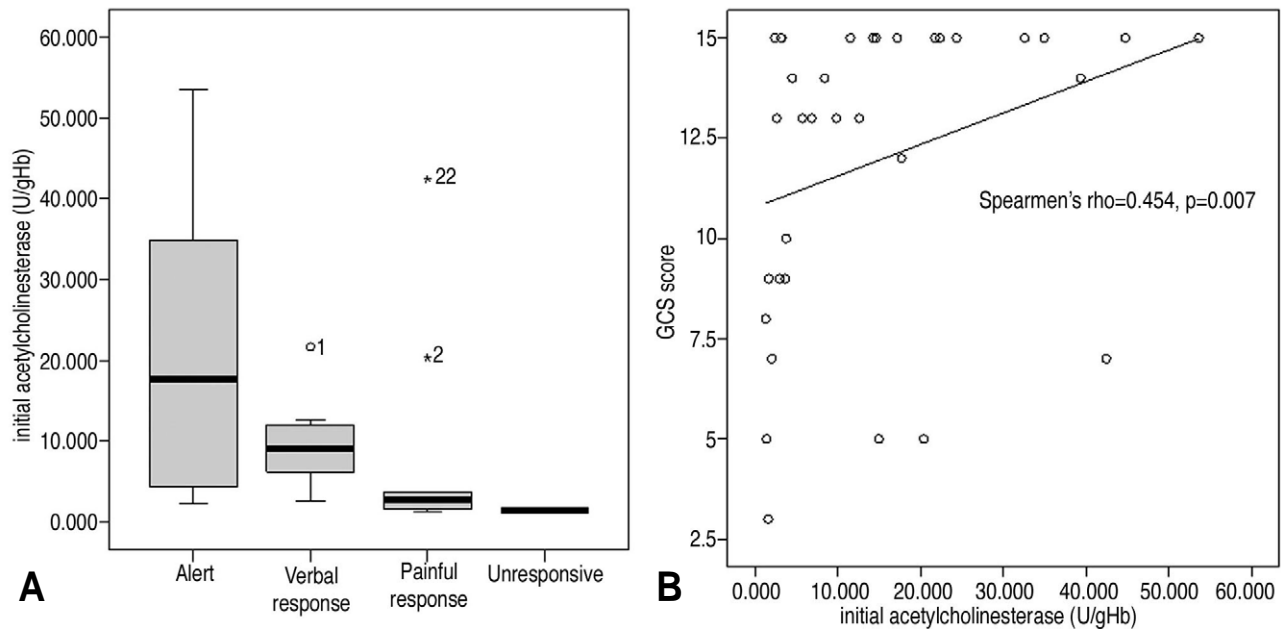 60.000
50.000
40.000
30.000
20.000
10.000
0.000
initial acetylcholinesterase (U/gHb)
*22
1
*2
Alert
Verbal
response
Painful
response
Unresponsive
A
15
12.5
10
7.5
5
2.5
GCS score
Spearmen's rho=0.454, p=0.007
0.000 10.000 20.000 30.000 40.000 50.000 60.000
initial acetylcholinesterase (U/gHb)
B